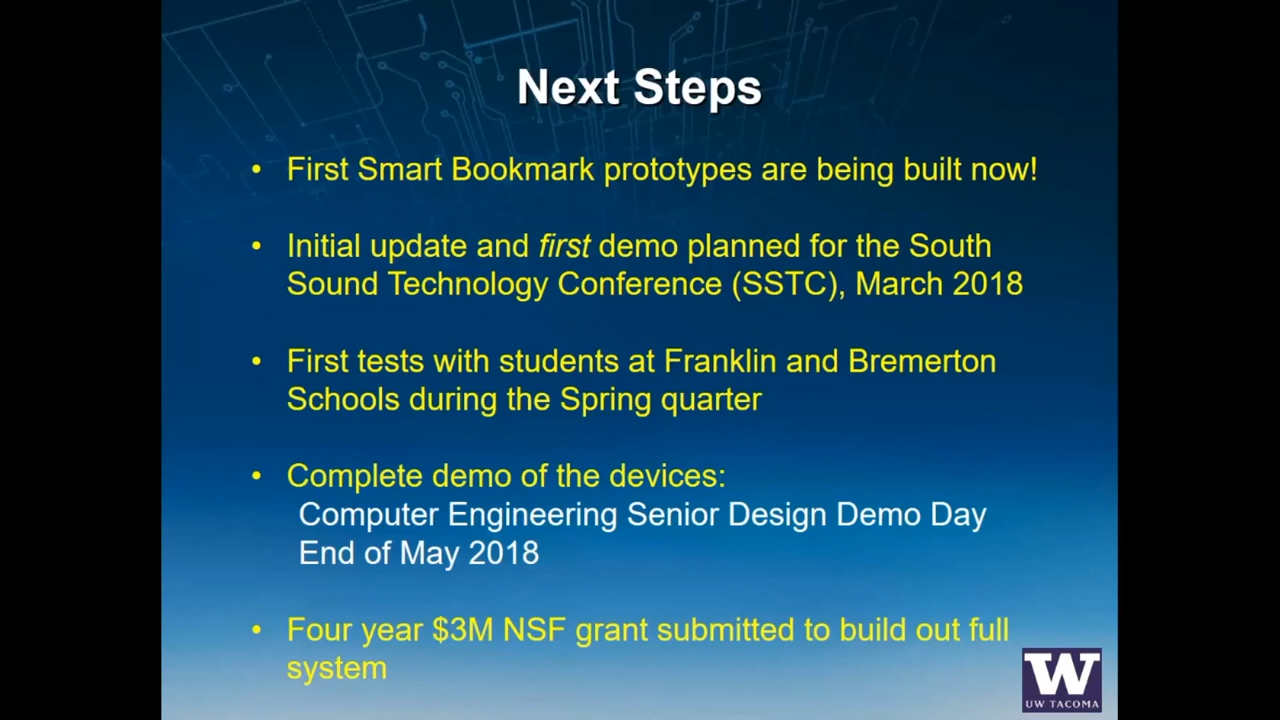 Next Steps
• First Smart Bookmark prototypes are being built now!
• Initial update and first demo planned for the South
Sound Technology Conference (SSTC), March 2018
• First tests with students at Franklin and Bremerton
Schools during the Spring quarter
• Complete demo of the devices:
Computer Engineering Senior Design Demo Day
End of May 2018
• Four year $3M NSF grant submitted to build out full
system
W
UW TACOMA